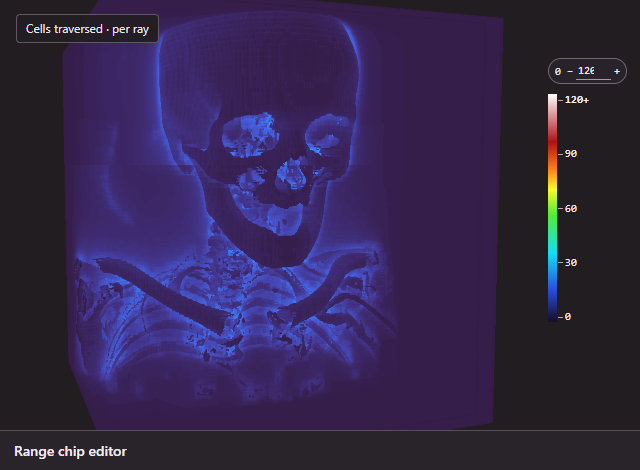 Cells traversed · per ray
0 – 120 +
120+
90
60
30
0
Range chip editor